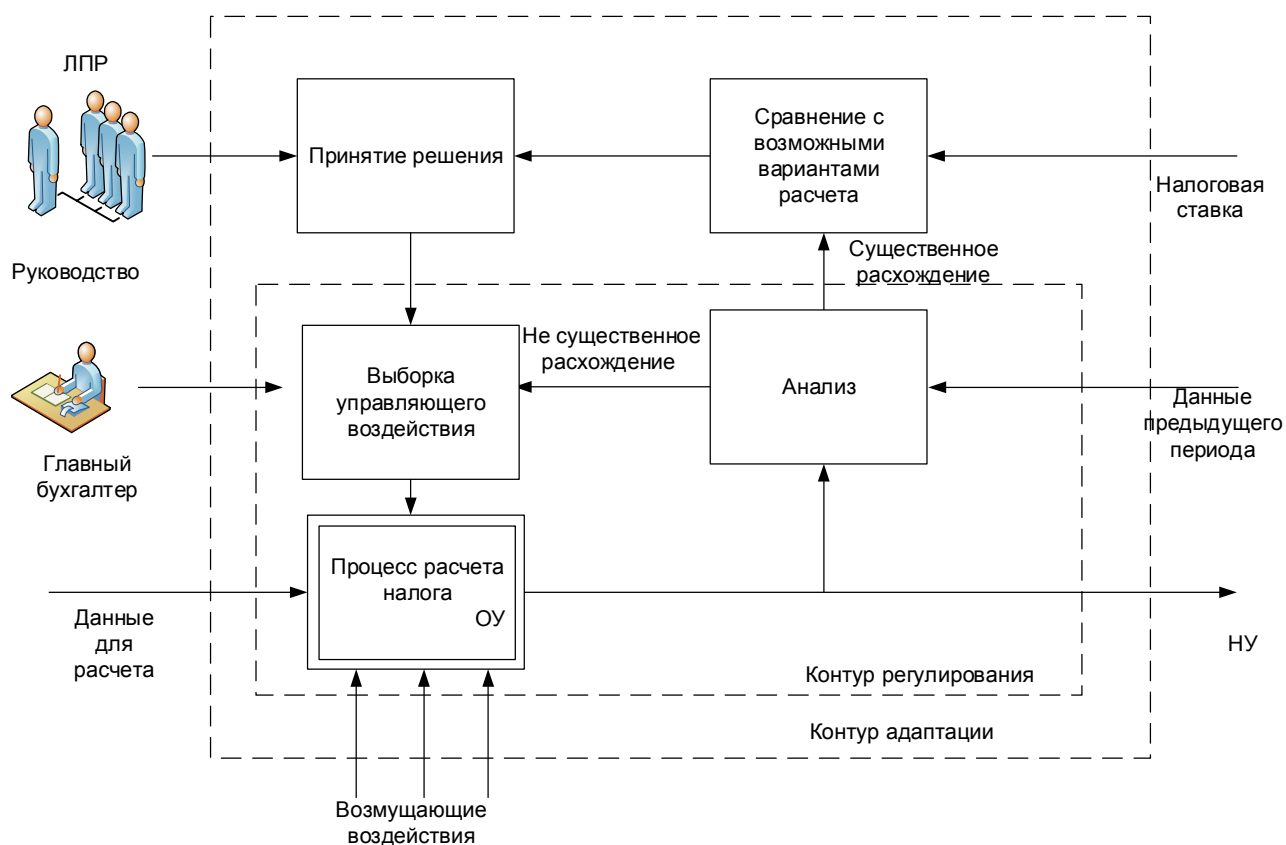 ЛПР
Принятие решения
Сравнение с
возможными
вариантами
расчета
Налоговая
ставка
Руководство
Существенное
расхождение
Не существенное
расхождение
Выборка
управляющего
воздействия
Анализ
Данные
предыдущего
периода
Главный
бухгалтер
Процесс расчета
налога
ОУ
Данные
для
расчета
НУ
Контур регулирования
Контур адаптации
Возмущающие
воздействия